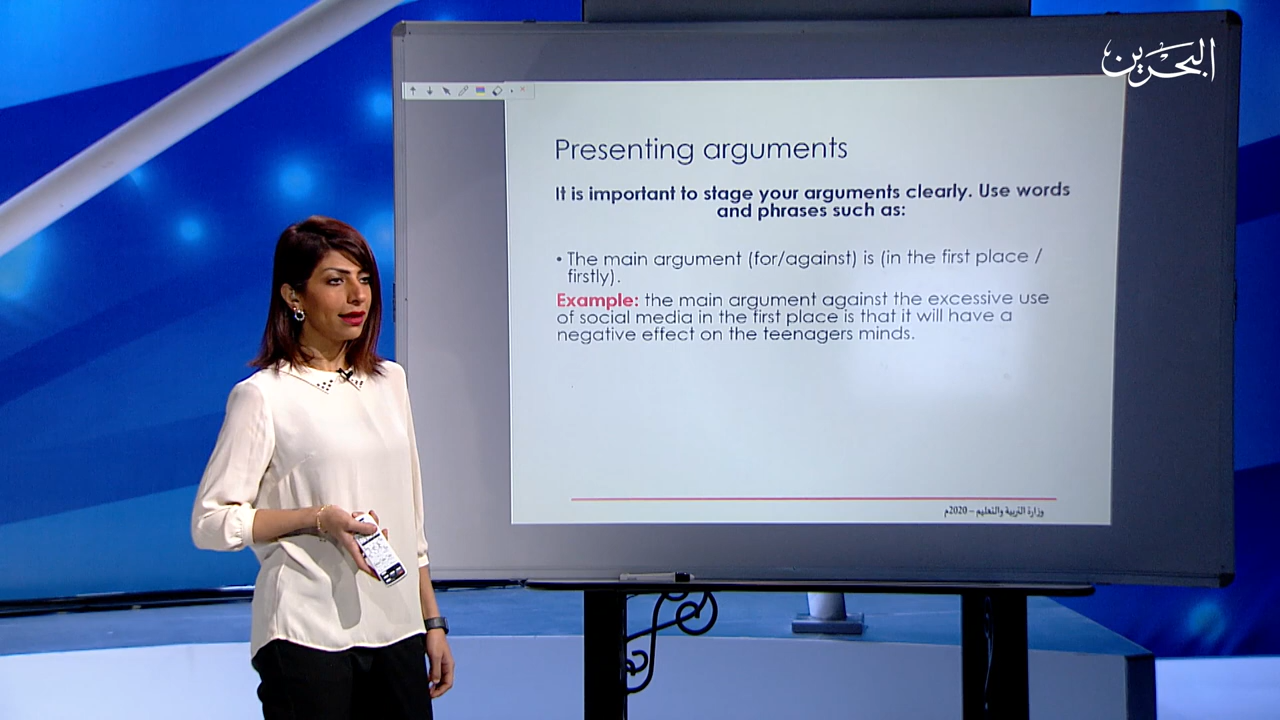 البحرين
Presenting arguments
It is important to stage your arguments clearly. Use words
and phrases such as:
• The main argument (for/against) is (in the first place /
firstly).
Example: the main argument against the excessive use
of social media in the first place is that it will have a
negative effect on the teenagers minds.
وزارة التربية والتعليم – 2020م